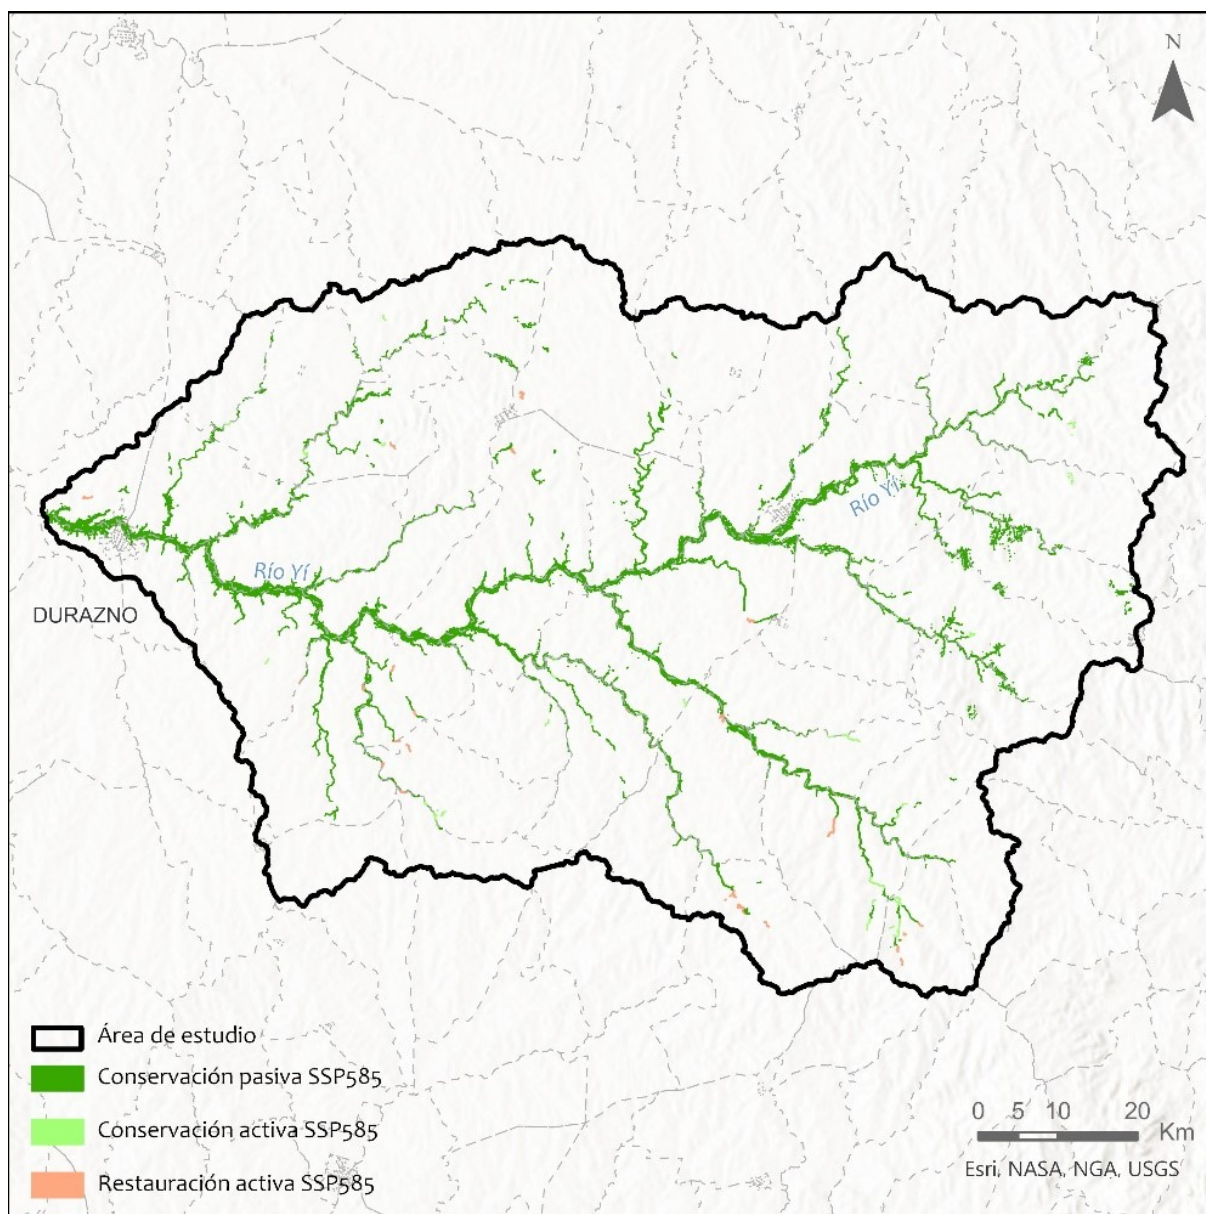 N
Río Yí
Río Yí
DURAZNO
Área de estudio
Conservación pasiva SSP585
Conservación activa SSP585
Restauración activa SSP585
0 5 10 20
Km
Esri, NASA, NGA, USGS